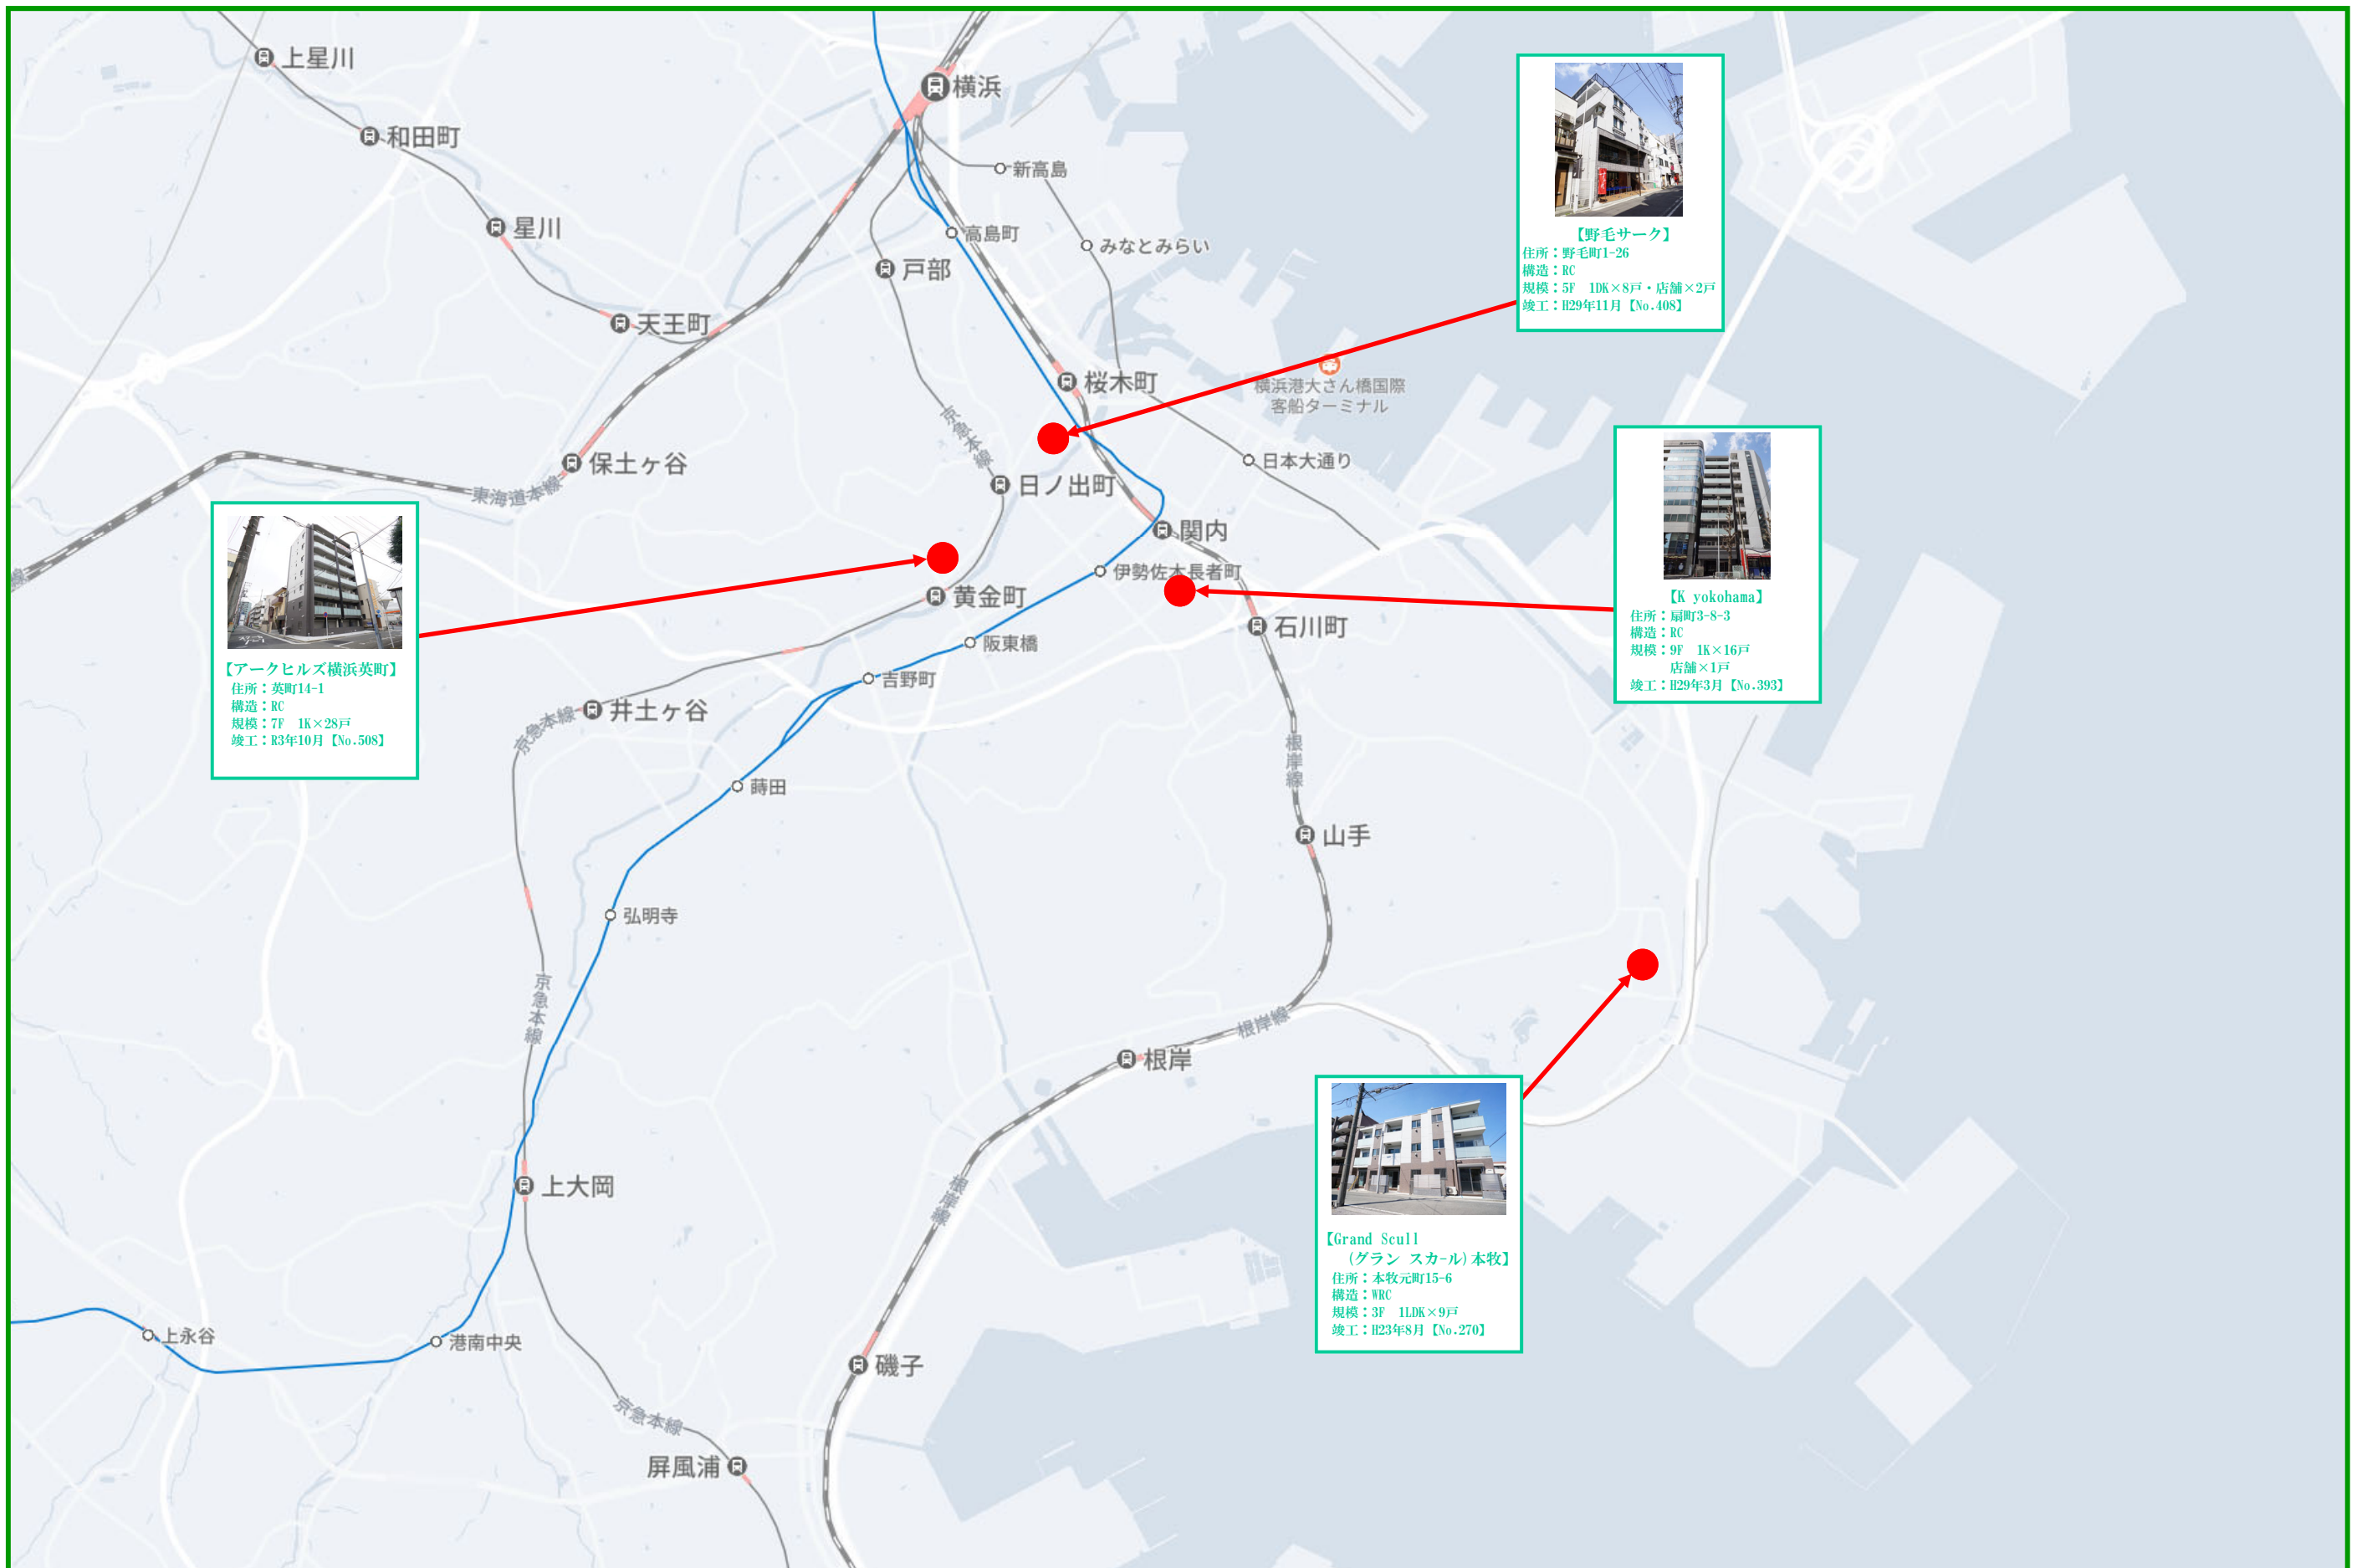 上星川
横浜
和田町
新高島
星川
高島町
みなとみらい
戸部
天王町
桜木町
横浜港大さん橋国際
客船ターミナル
京急本線
保土ヶ谷
日本大通り
東海道本線
日ノ出町
関内
伊勢佐木長者町
黄金町
石川町
阪東橋
吉野町
井土ヶ谷
京急本線
根岸線
蒔田
山手
弘明寺
京急本線
根岸線
根岸
上大岡
根岸線
上永谷
港南中央
磯子
京急本線
屏風浦
【野毛サーク】
住所：野毛町1-26
構造：RC
規模：5F 1DK×8戸・店舗×2戸
竣工：H29年11月【No.408】
【K yokohama】
住所：扇町3-8-3
構造：RC
規模：9F 1K×16戸
店舗×1戸
竣工：H29年3月【No.393】
【アークヒルズ横浜英町】
住所：英町14-1
構造：RC
規模：7F 1K×28戸
竣工：R3年10月【No.508】
【Grand Scull
(グラン スカール)本牧】
住所：本牧元町15-6
構造：WRC
規模：3F 1LDK×9戸
竣工：H23年8月【No.270】